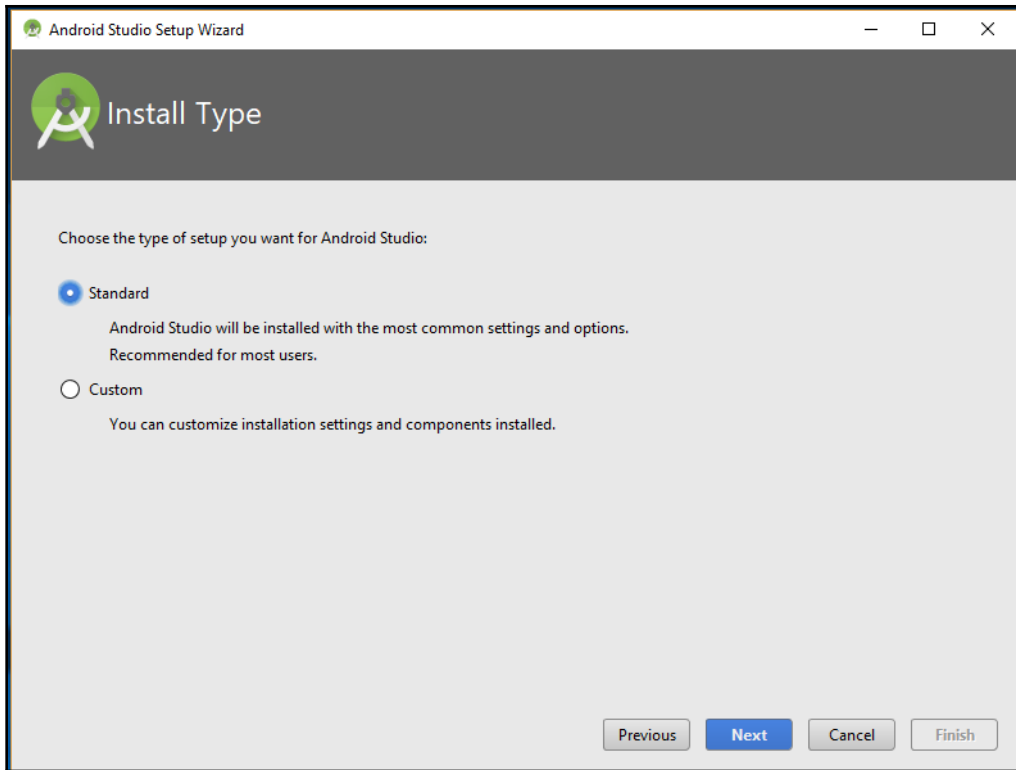 Android Studio Setup Wizard
Install Type
Choose the type of setup you want for Android Studio:
Standard
Android Studio will be installed with the most common settings and options.
Recommended for most users.
Custom
You can customize installation settings and components installed.
Previous Next Cancel Finish